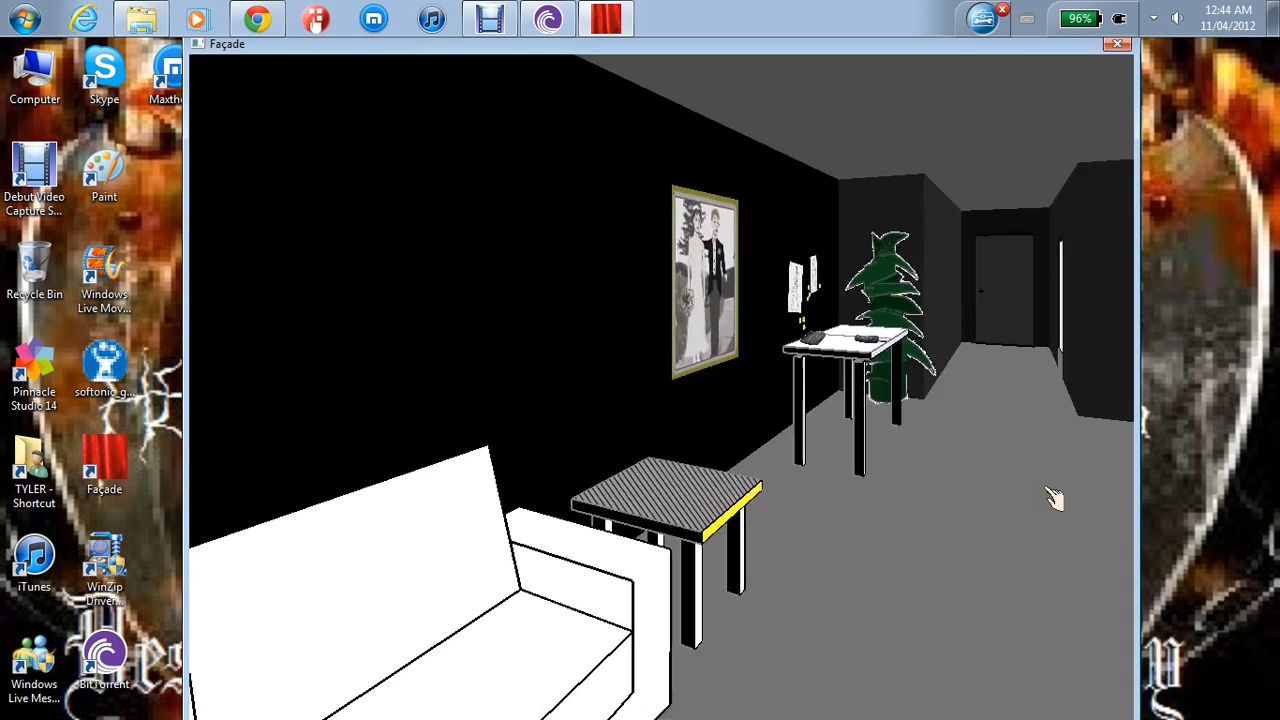 96%
12:44 AM
11/04/2012
Façade
Computer
Skype
Maxtho
Debut Video
Capture S...
Paint
Recycle Bin
Windows
Live Mov...
Pinnacle
Studio 14
softonic_g...
TYLER -
Shortcut
Façade
iTunes
WinZip
Driver...
Windows
Live Mes...
BitTorrent